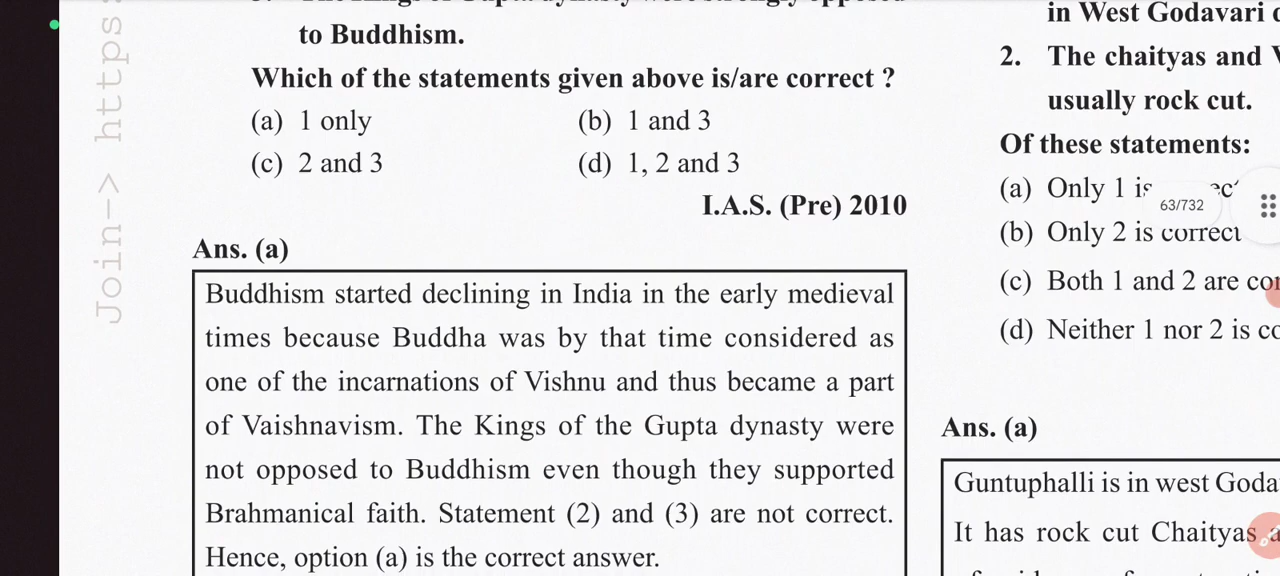 to Buddhism.
Which of the statements given above is/are correct ?
(a) 1 only
(b) 1 and 3
(c) 2 and 3
(d) 1, 2 and 3
I.A.S. (Pre) 2010
Ans. (a)
Buddhism started declining in India in the early medieval
times because Buddha was by that time considered as
one of the incarnations of Vishnu and thus became a part
of Vaishnavism. The Kings of the Gupta dynasty were
not opposed to Buddhism even though they supported
Brahmanical faith. Statement (2) and (3) are not correct.
Hence, option (a) is the correct answer.
in West Godavari
2. The chaityas and
usually rock cut.
Of these statements:
(a) Only 1 is
(b) Only 2 is correct
(c) Both 1 and 2 are
(d) Neither 1 nor 2 is
Ans. (a)
Guntuphalli is in west
It has rock cut Chaityas
63/732
Join-> https: